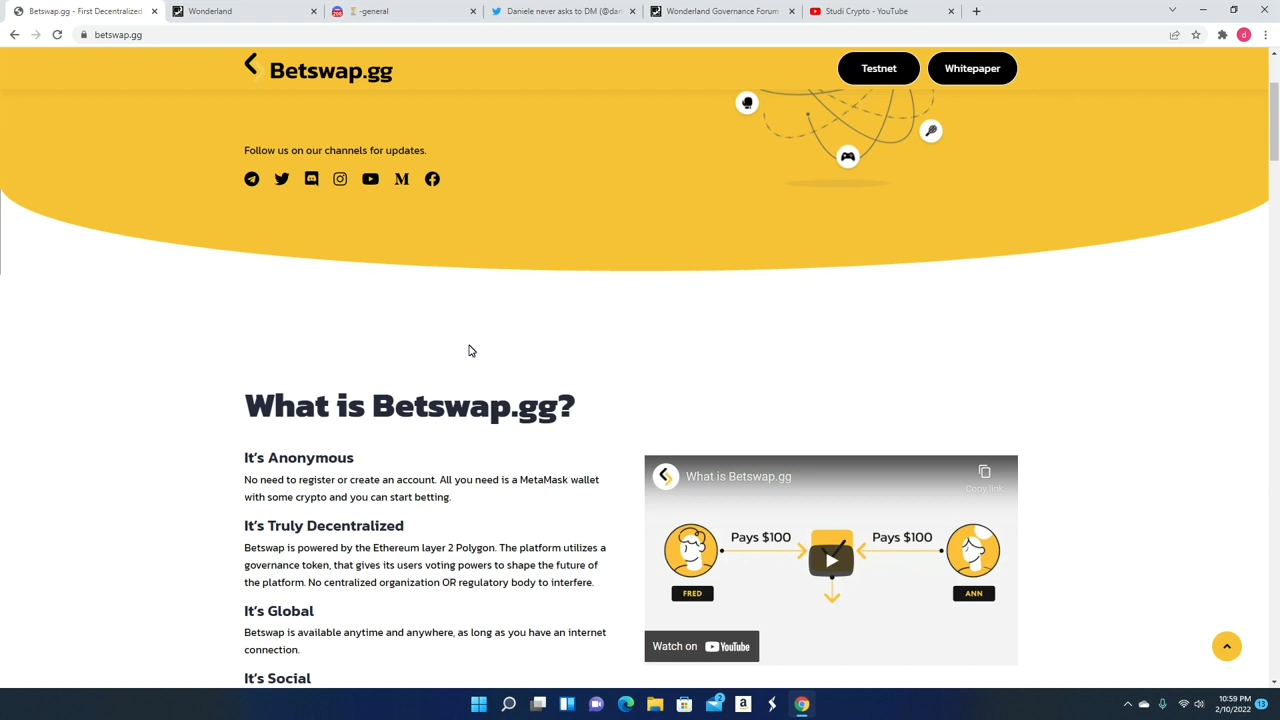 Betswap.gg - First Decentralized
Wonderland
208
-general
Daniele never asks to DM (@dan
Wonderland Governance Forum
Studi Crypto - YouTube
betswap.gg
d
Betswap.gg
Testnet
Whitepaper
Follow us on our channels for updates.
What is Betswap.gg?
It's Anonymous
No need to register or create an account. All you need is a MetaMask wallet
with some crypto and you can start betting.
It's Truly Decentralized
Betswap is powered by the Ethereum layer 2 Polygon. The platform utilizes a
governance token, that gives its users voting powers to shape the future of
the platform. No centralized organization OR regulatory body to interfere.
It's Global
Betswap is available anytime and anywhere, as long as you have an internet
connection.
It's Social
What is Betswap.gg
Copy link
Pays $100
Pays $100
FRED
ANN
Watch on YouTube
2
a
10:59 PM
2/10/2022
13